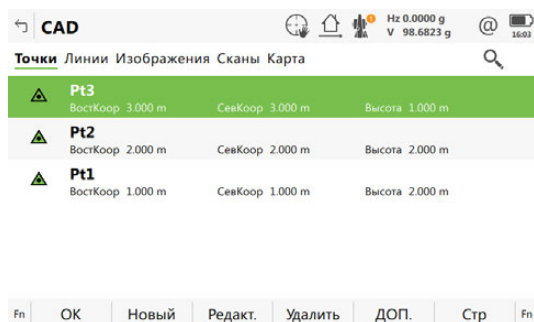 CAD
Hz 0.0000 g
V 98.6823 g
@
16:03
Точки Линии Изображения Сканы Карта
Pt3
ВостКоор 3.000 m СевКоор 3.000 m Высота 1.000 m
Pt2
ВостКоор 2.000 m СевКоор 2.000 m Высота 2.000 m
Pt1
ВостКоор 1.000 m СевКоор 1.000 m Высота 2.000 m
Fn OK Новый Редакт. Удалить ДОП. Стр Fn